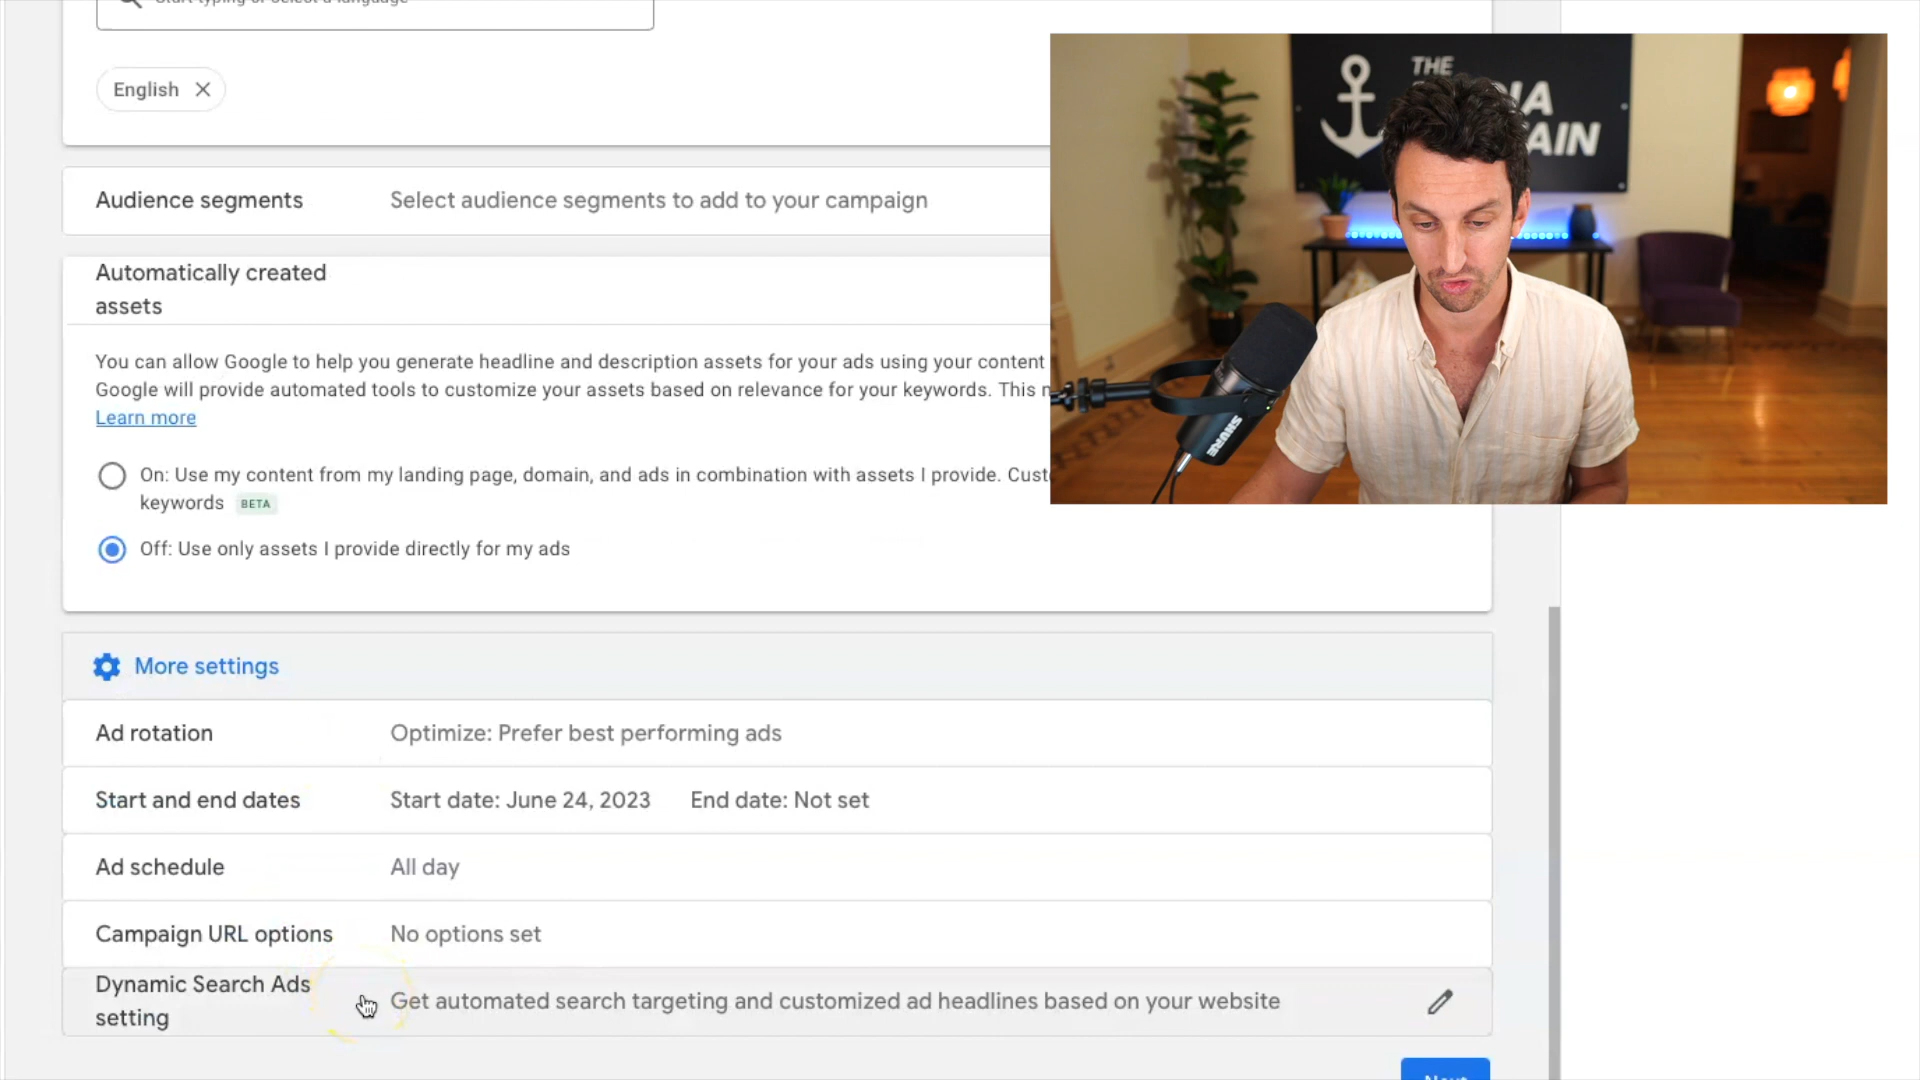 English
Audience segments
Select audience segments to add to your campaign
Automatically created
assets
You can allow Google to help you generate headline and description assets for your ads using your content
Google will provide automated tools to customize your assets based on relevance for your keywords. This
Learn more
On: Use my content from my landing page, domain, and ads in combination with assets I provide.
keywords BETA
Off: Use only assets I provide directly for my ads
More settings
Ad rotation
Optimize: Prefer best performing ads
Start and end dates
Start date: June 24, 2023 End date: Not set
Ad schedule
All day
Campaign URL options
No options set
Dynamic Search Ads
setting
Get automated search targeting and customized ad headlines based on your website
THE
SHURE